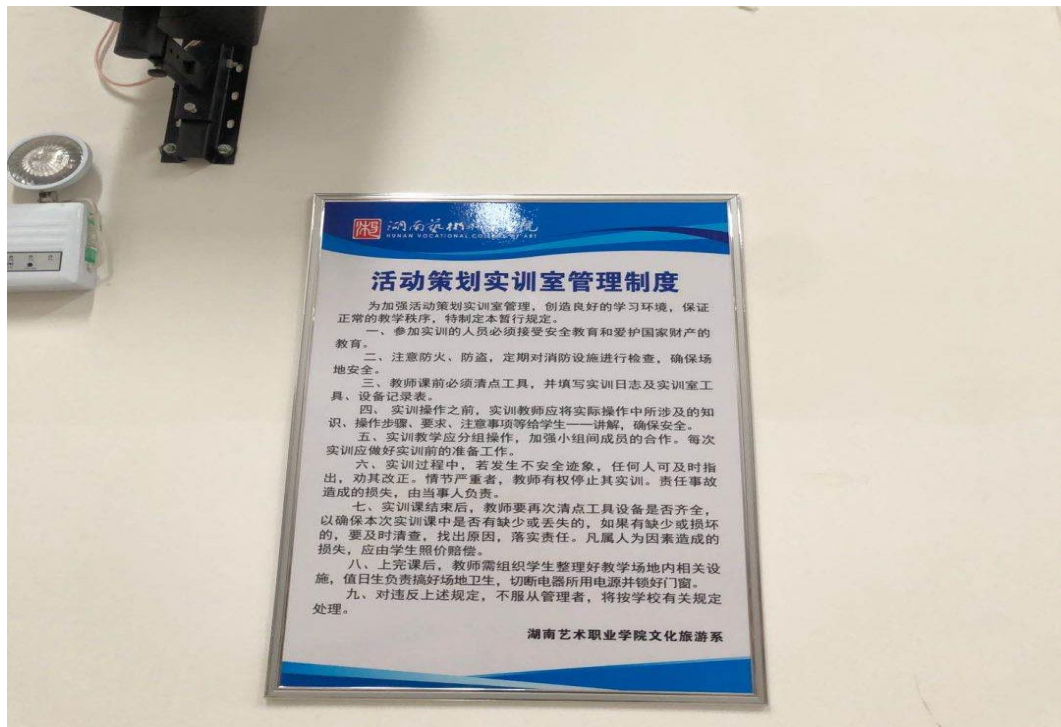 湖南藝術
HUNAN VOCATIONAL COLLEGE OF ART
活动策划实训室管理制度
为加强活动策划实训室管理，创造良好的学习环境，保证
正常的教学秩序，特制定本暂行规定。
一、参加实训的人员必须接受安全教育和爱护国家财产的
教育。
二、注意防火、防盗，定期对消防设施进行检查，确保场
地安全。
三、教师课前必须清点工具，并填写实训日志及实训室工
具、设备记录表。
四、实训操作之前，实训教师应将实际操作中所涉及的知
识、操作步骤、要求、注意事项等给学生——讲解，确保安全。
五、实训教学应分组操作，加强小组间成员的合作。每次
实训应做好实训前的准备工作。
六、实训过程中，若发生不安全迹象，任何人可及时指
出，劝其改正。情节严重者，教师有权停止其实训。责任事故
造成的损失，由当事人负责。
七、实训课结束后，教师要再次清点工具设备是否齐全，
以确保本次实训课中是否有缺少或丢失的，如果有缺少或损坏
的，要及时清查，找出原因，落实责任。凡属人为因素造成的
损失，应由学生照价赔偿。
八、上完课后，教师需组织学生整理好教学场地内相关设
施，值日生负责搞好场地卫生，切断电器所用电源并锁好门窗。
九、对违反上述规定，不服从管理者，将按学校有关规定
处理。
湖南艺术职业学院文化旅游系